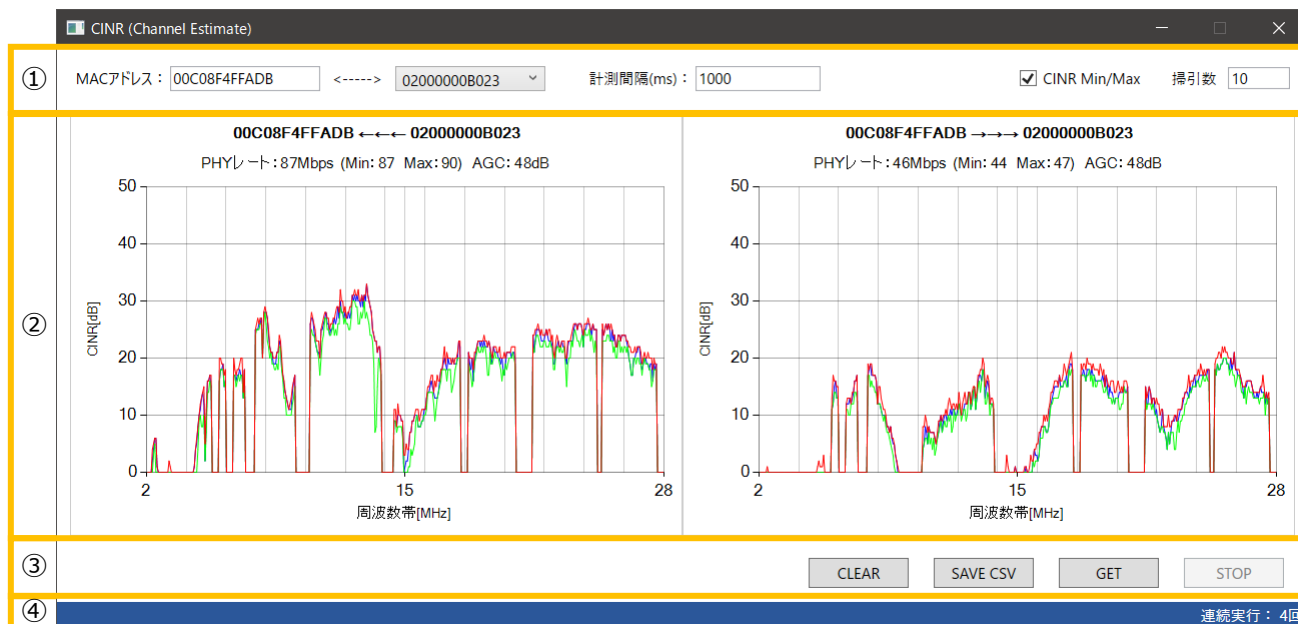 CINR (Channel Estimate)
① MACアドレス： 00C08F4FFADB <-----> 02000000B023 計測間隔(ms)： 1000 CINR Min/Max 掃引数 10
②
00C08F4FFADB ←←← 02000000B023
PHYレート：87Mbps (Min: 87 Max: 90) AGC: 48dB
50
40
30
20
10
0
CINR[dB]
2 15 28
周波数帯[MHz]
00C08F4FFADB →→→ 02000000B023
PHYレート：46Mbps (Min: 44 Max: 47) AGC: 48dB
50
40
30
20
10
0
CINR[dB]
2 15 28
周波数帯[MHz]
③ CLEAR SAVE CSV GET STOP
④ 連続実行： 4回